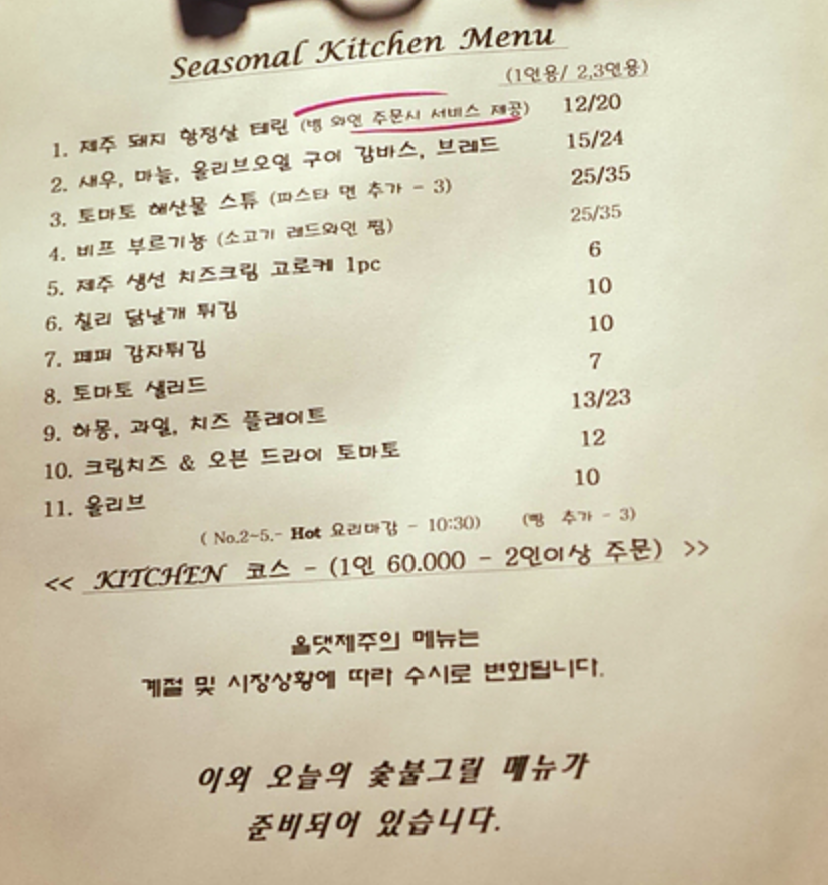 Seasonal Kitchen Menu
(1인용/ 2,3인용)
1. 제주 돼지 항정살 테린 (병 와인 주문시 서비스 제공) 12/20
2. 새우, 마늘, 올리브오일 구이 감바스, 브레드 15/24
3. 토마토 해산물 스튜 (파스타 면 추가 - 3) 25/35
4. 비프 부르기뇽 (소고기 레드와인 찜) 25/35
5. 제주 생선 치즈크림 고로케 1pc 6
6. 칠리 닭날개 튀김 10
7. 페퍼 감자튀김 10
8. 토마토 샐러드 7
9. 하몽, 과일, 치즈 플레이트 13/23
10. 크림치즈 & 오븐 드라이 토마토 12
11. 올리브 10
( No.2~5.- Hot 요리마감 - 10:30) (빵 추가 - 3)
<< KITCHEN 코스 - (1인 60.000 - 2인이상 주문) >>
올댓제주의 메뉴는
계절 및 시장상황에 따라 수시로 변화됩니다.
이외 오늘의 숯불그릴 메뉴가
준비되어 있습니다.